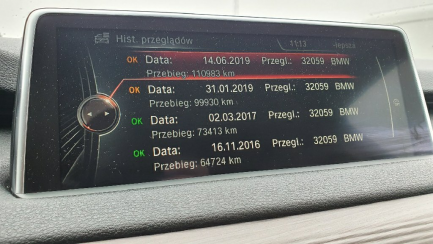 Hist. przeglądów 11:13
OK Data: 14.06.2019 Przegl.: 32059 BMW
Przebieg: 110983 km
OK Data: 31.01.2019 Przegl.: 32059 BMW
Przebieg: 99930 km
OK Data: 02.03.2017 Przegl.: 32059 BMW
Przebieg: 73413 km
OK Data: 16.11.2016 Przegl.: 32059 BMW
Przebieg: 64724 km